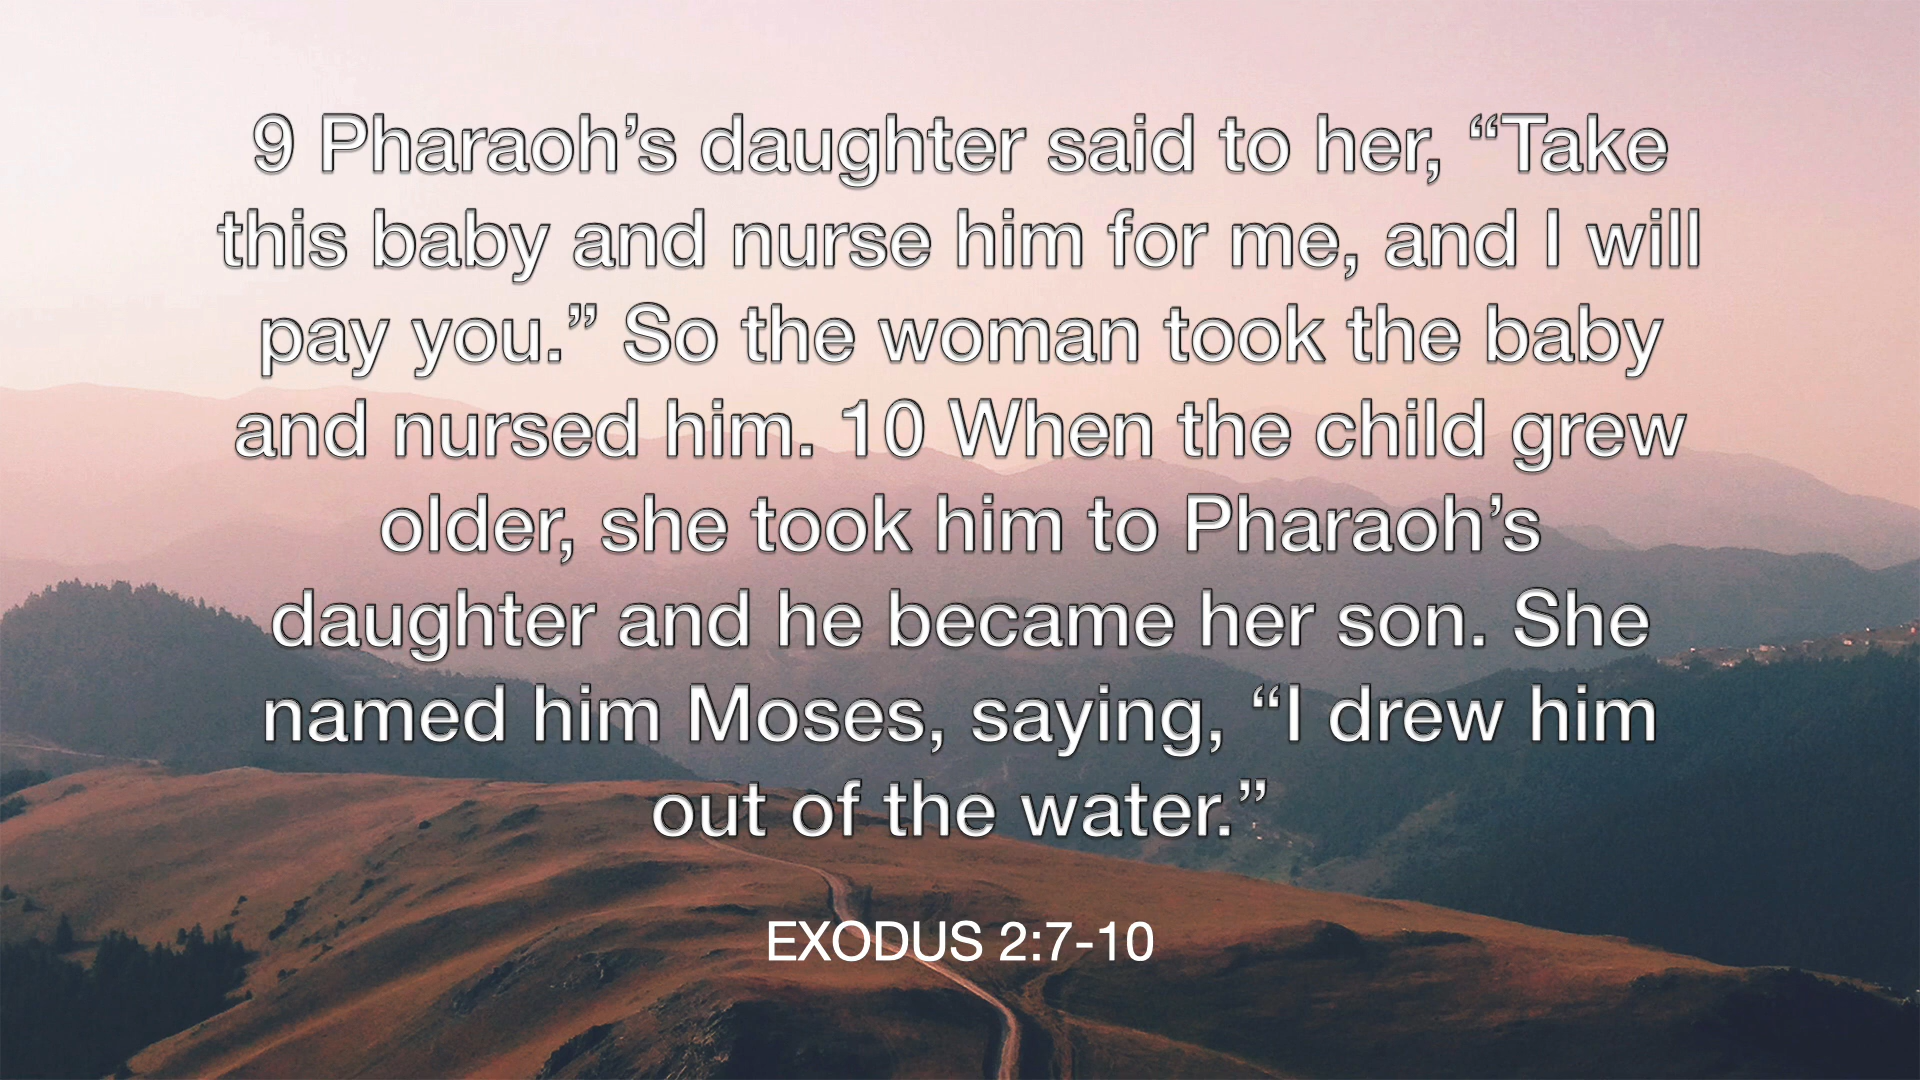 9 Pharaoh’s daughter said to her, “Take
this baby and nurse him for me, and I will
pay you.” So the woman took the baby
and nursed him. 10 When the child grew
older, she took him to Pharaoh’s
daughter and he became her son. She
named him Moses, saying, “I drew him
out of the water.”
EXODUS 2:7-10